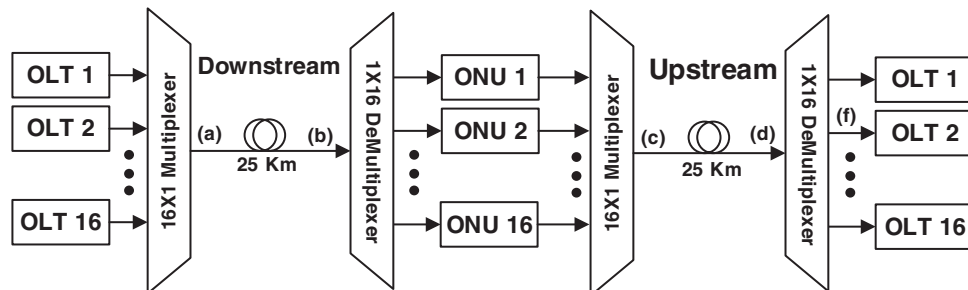 OLT 1
OLT 2
OLT 16
16X1 Multiplexer
Downstream
(a)
(b)
25 Km
1X16 DeMultiplexer
ONU 1
ONU 2
ONU 16
16X1 Multiplexer
Upstream
(c)
(d)
25 Km
1X16 DeMultiplexer
(f)
OLT 1
OLT 2
OLT 16